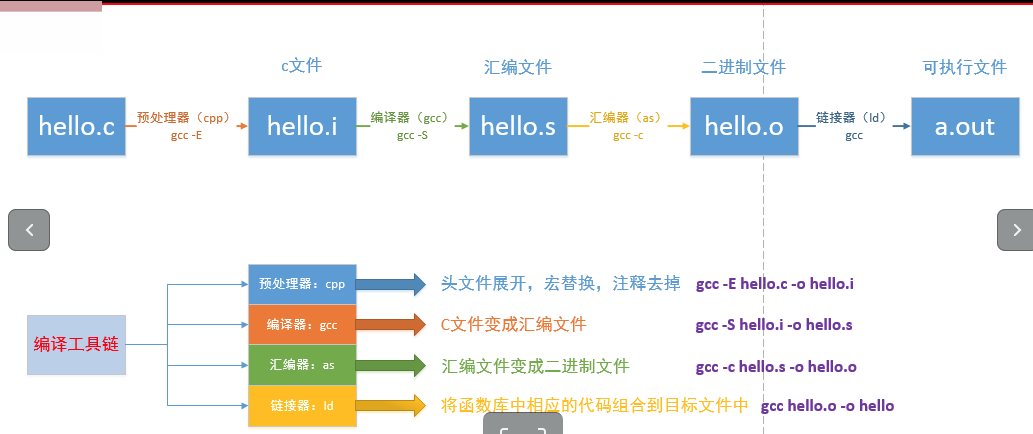 c文件
汇编文件
二进制文件
可执行文件
hello.c
预处理器（cpp）
gcc -E
hello.i
编译器（gcc）
gcc -S
hello.s
汇编器（as）
gcc -c
hello.o
链接器（ld）
gcc
a.out
编译工具链
预处理器：cpp
头文件展开，宏替换，注释去掉
gcc -E hello.c -o hello.i
编译器：gcc
C文件变成汇编文件
gcc -S hello.i -o hello.s
汇编器：as
汇编文件变成二进制文件
gcc -c hello.s -o hello.o
链接器：ld
将函数库中相应的代码组合到目标文件中
gcc hello.o -o hello